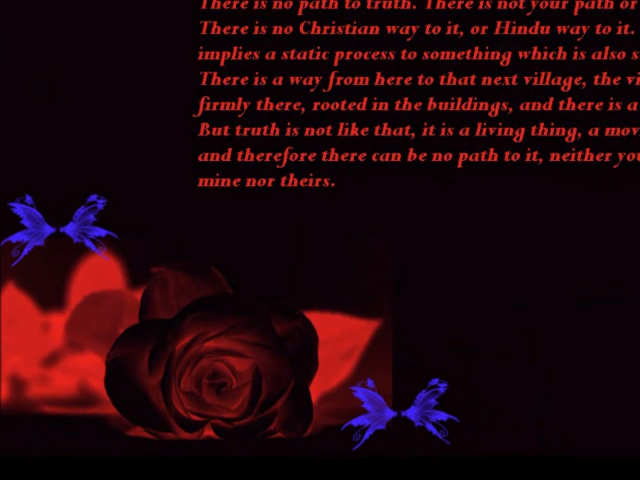 There is no path to truth. There is not your path or
There is no Christian way to it, or Hindu way to it.
implies a static process to something which is also
There is a way from here to that next village, the
firmly there, rooted in the buildings, and there is a
But truth is not like that, it is a living thing, a
and therefore there can be no path to it, neither
mine nor theirs.